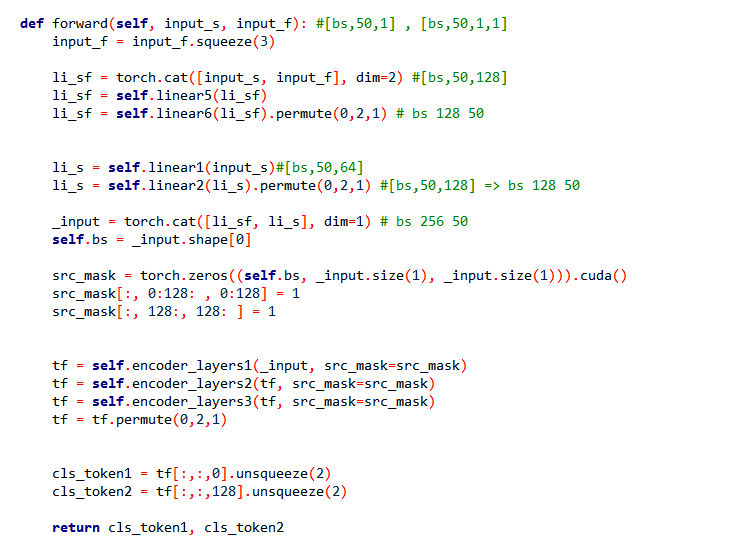 def forward(self, input_s, input_f): #[bs,50,1] , [bs,50,1,1]
    input_f = input_f.squeeze(3)

    li_sf = torch.cat([input_s, input_f], dim=2) #[bs,50,128]
    li_sf = self.linear5(li_sf)
    li_sf = self.linear6(li_sf).permute(0,2,1) # bs 128 50

    li_s = self.linear1(input_s)#[bs,50,64]
    li_s = self.linear2(li_s).permute(0,2,1) #[bs,50,128] => bs 128 50

    _input = torch.cat([li_sf, li_s], dim=1) # bs 256 50
    self.bs = _input.shape[0]

    src_mask = torch.zeros((self.bs, _input.size(1), _input.size(1))).cuda()
    src_mask[:, 0:128: , 0:128] = 1
    src_mask[:, 128:, 128: ] = 1

    tf = self.encoder_layers1(_input, src_mask=src_mask)
    tf = self.encoder_layers2(tf, src_mask=src_mask)
    tf = self.encoder_layers3(tf, src_mask=src_mask)
    tf = tf.permute(0,2,1)

    cls_token1 = tf[:,:,0].unsqueeze(2)
    cls_token2 = tf[:,:,128].unsqueeze(2)

    return cls_token1, cls_token2